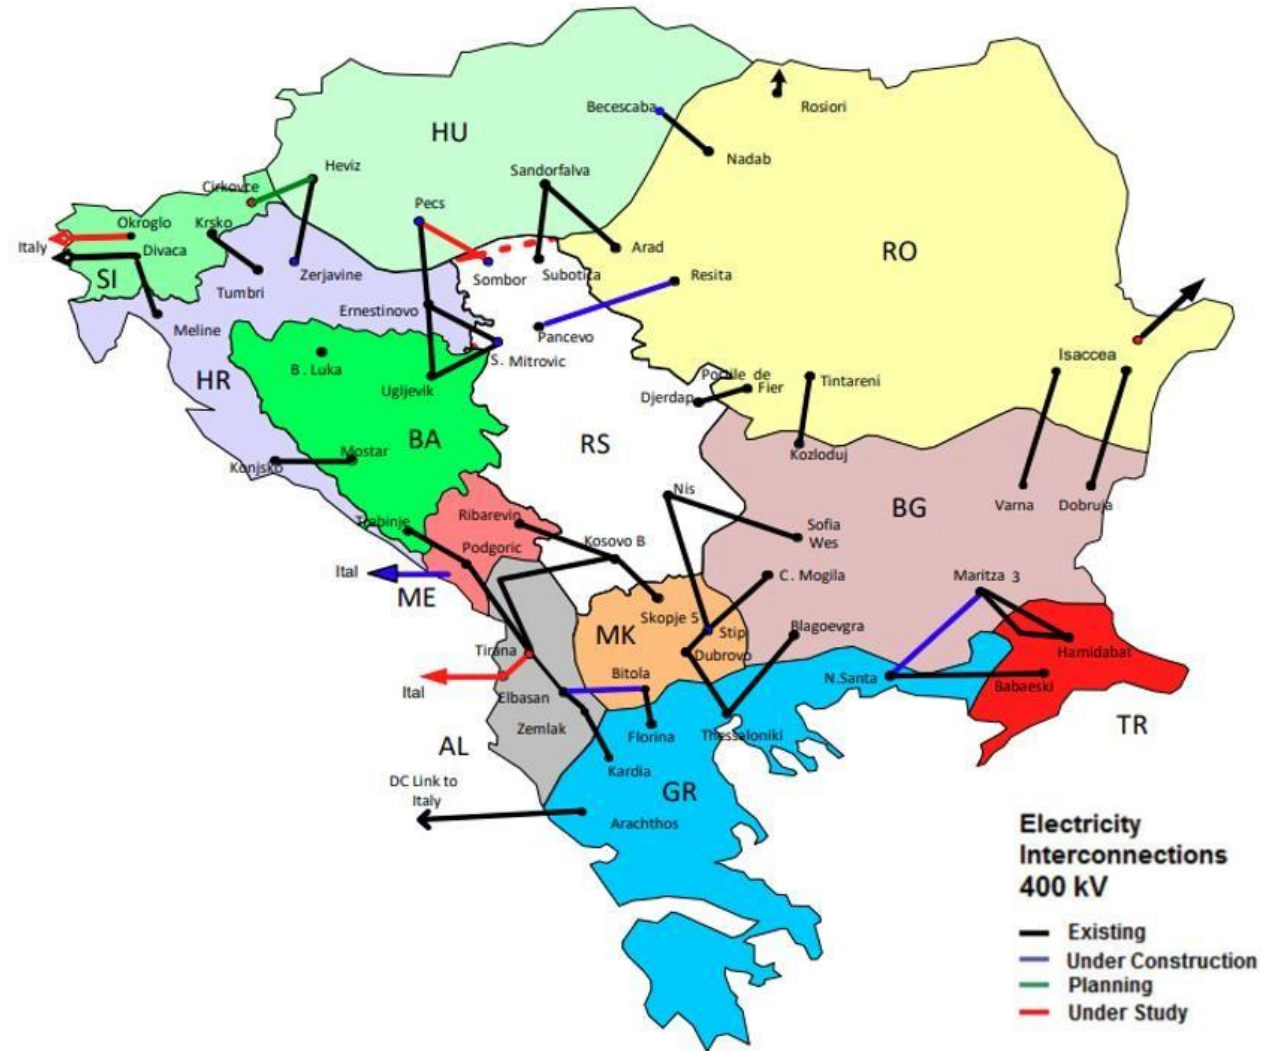 HU
Becescaba
Rosiori
Nadab
Heviz
Sandorfalva
Cirkovce
Pecs
Okroglo
Krsko
Italy
Divaca
Arad
RO
SI
Tumbri
Zerjavine
Sombor
Subotica
Resita
Meline
Ernestinovo
Pancevo
S. Mitrovic
Isaccea
B . Luka
HR
Ugljevik
Portile de
Fier
Djerdap
Tintareni
BA
RS
Mostar
Konjsko
Kozloduj
Nis
Varna
Dobruja
BG
Ribarevin
Trebinje
Sofia
Wes
Kosovo B
Podgoric
Ital
ME
C. Mogila
Maritza 3
Skopje 5
MK
Stip
Blagoevgra
Dubrovo
Hamidabat
Tirana
Bitola
N.Santa
Babaeski
Ital
Elbasan
Zemlak
Florina
Thessaloniki
TR
AL
Kardia
DC Link to
Italy
GR
Arachthos
Electricity
Interconnections
400 kV
Existing
Under Construction
Planning
Under Study